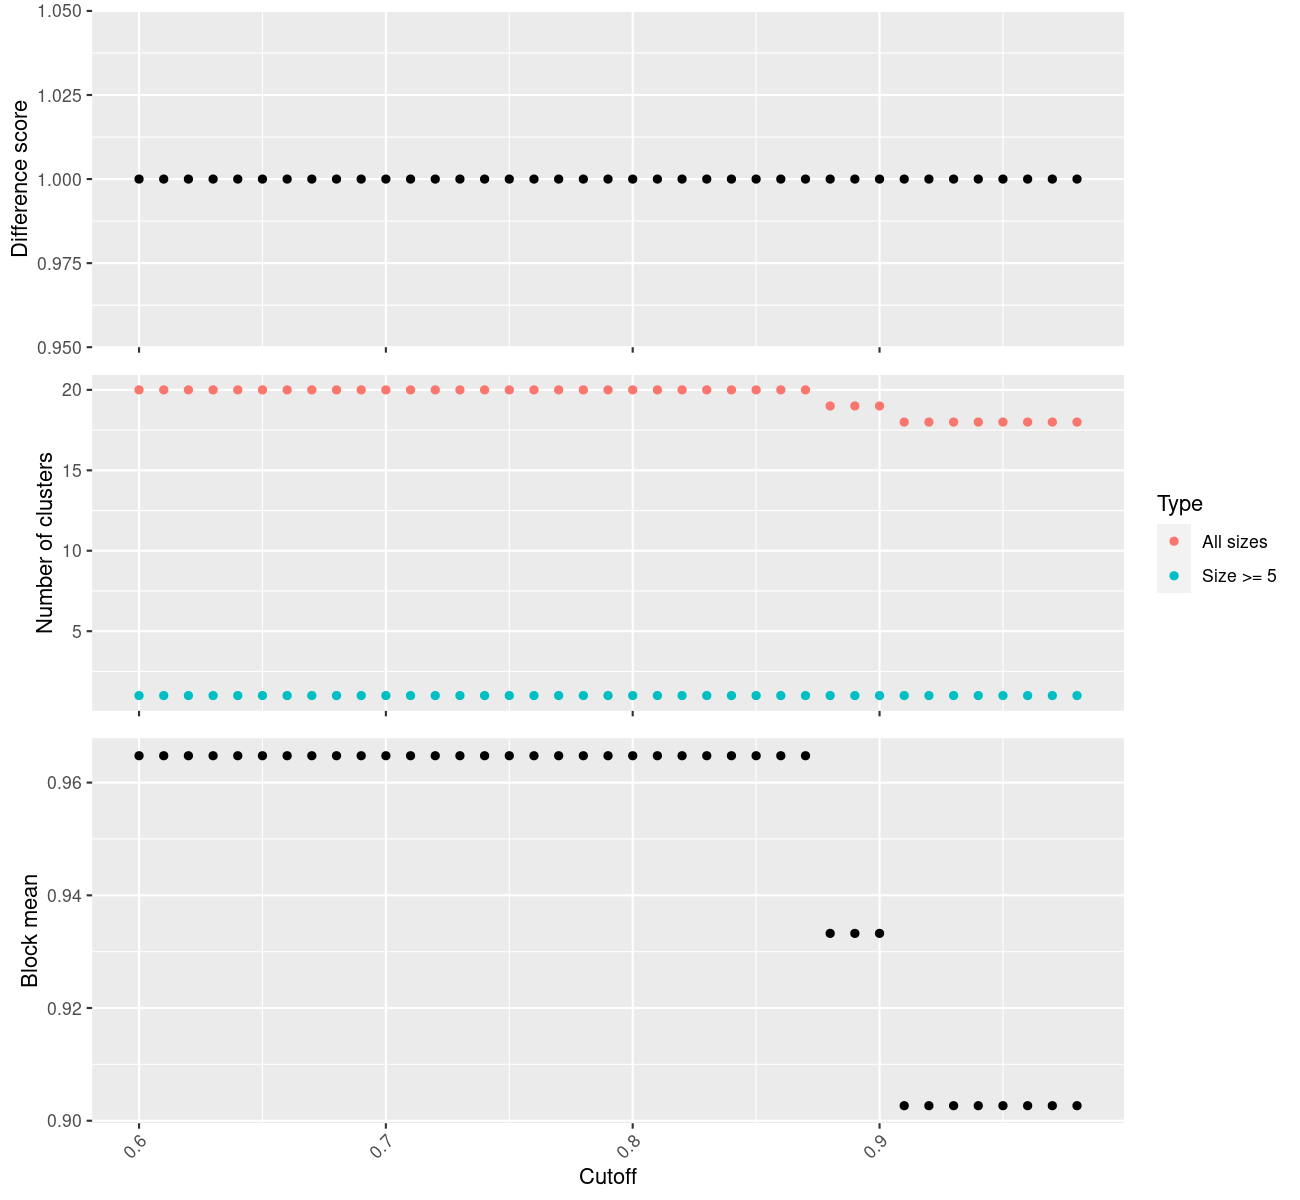 1.050
1.025
1.000
0.975
0.950
Difference score
20
15
10
5
Number of clusters
Type
All sizes
Size >= 5
0.96
0.94
0.92
0.90
Block mean
0.6
0.7
0.8
0.9
Cutoff